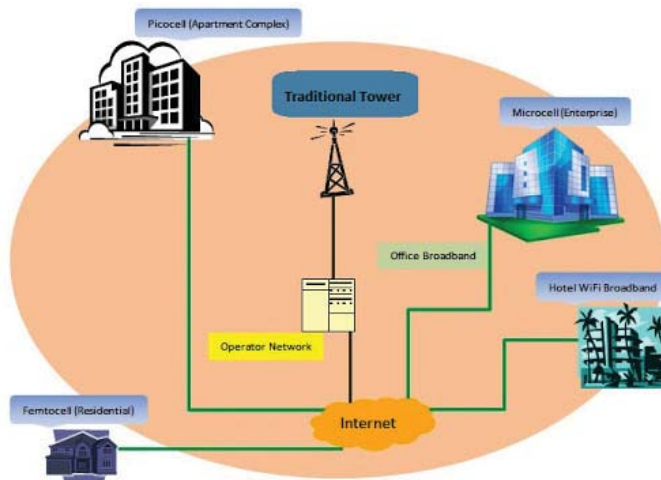 Picocell (Apartment Complex)
Traditional Tower
Microcell (Enterprise)
Office Broadband
Hotel WiFi Broadband
Operator Network
Femtocell (Residential)
Internet